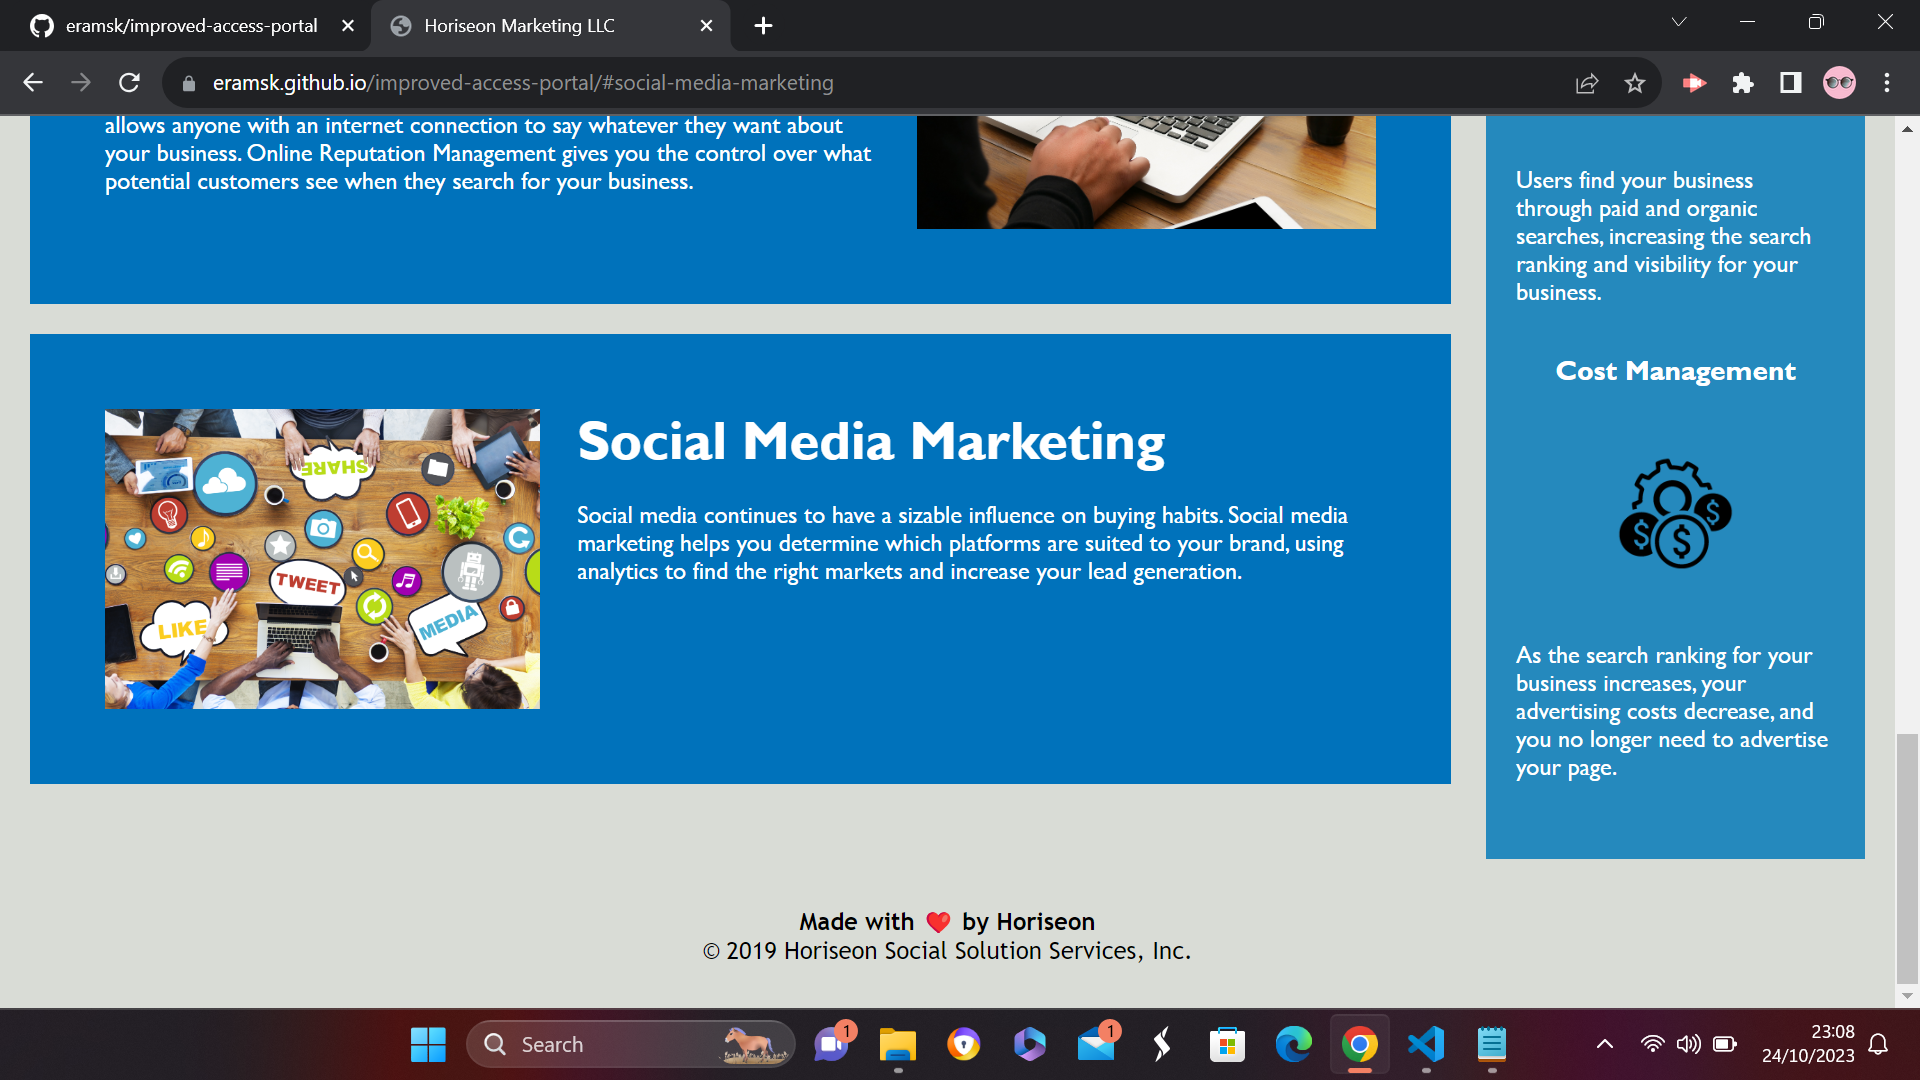 eramsk/improved-access-portal
Horiseon Marketing LLC
eramsk.github.io/improved-access-portal/#social-media-marketing
allows anyone with an internet connection to say whatever they want about
your business. Online Reputation Management gives you the control over what
potential customers see when they search for your business.
Social Media Marketing
Social media continues to have a sizable influence on buying habits. Social media
marketing helps you determine which platforms are suited to your brand, using
analytics to find the right markets and increase your lead generation.
SHARE
TWEET
LIKE
MEDIA
Users find your business
through paid and organic
searches, increasing the search
ranking and visibility for your
business.
Cost Management
$ $ $
As the search ranking for your
business increases, your
advertising costs decrease, and
you no longer need to advertise
your page.
Made with ❤️ by Horiseon
© 2019 Horiseon Social Solution Services, Inc.
Search
1
1
23:08
24/10/2023